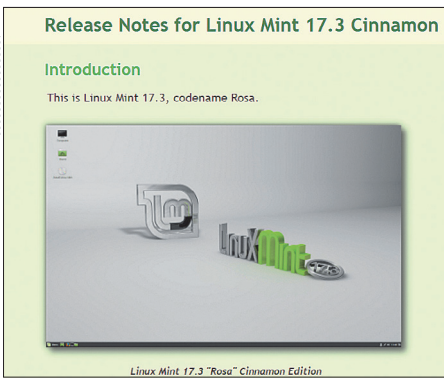 Release Notes for Linux Mint 17.3 Cinnamon
Introduction
This is Linux Mint 17.3, codename Rosa.
LinuxMint
17.3
Linux Mint 17.3 "Rosa" Cinnamon Edition